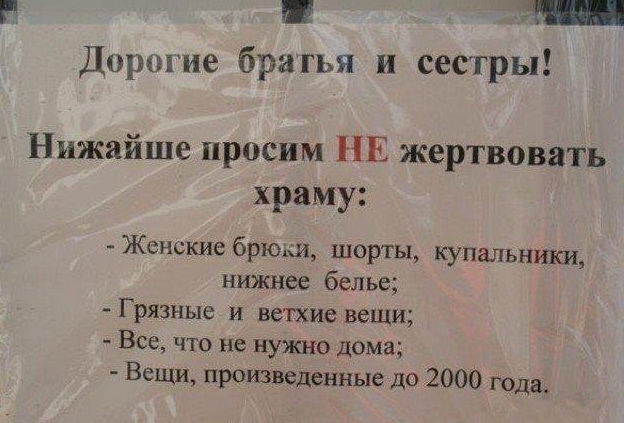 Дорогие братья и сестры!
Нижайше просим НЕ жертвовать
храму:
- Женские брюки, шорты, купальники,
нижнее белье;
- Грязные и ветхие вещи;
- Все, что не нужно дома;
- Вещи, произведенные до 2000 года.